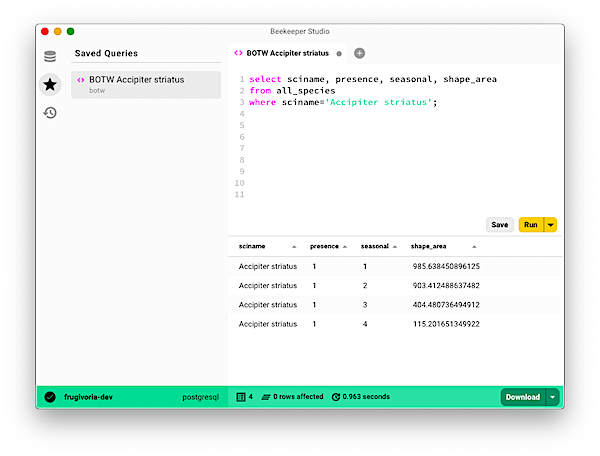 Beekeeper Studio
Saved Queries
BOTW Accipiter striatus
botw
BOTW Accipiter striatus
1 select sciname, presence, seasonal, shape_area
2 from all_species
3 where sciname='Accipiter striatus';
4
5
6
7
8
9
10
11
Save Run
sciname presence seasonal shape_area
Accipiter striatus 1 1 985.638450896125
Accipiter striatus 1 2 903.412488637482
Accipiter striatus 1 3 404.480736494912
Accipiter striatus 1 4 115.201651349922
frugivoria-dev postgresql 4 0 rows affected 0.963 seconds Download